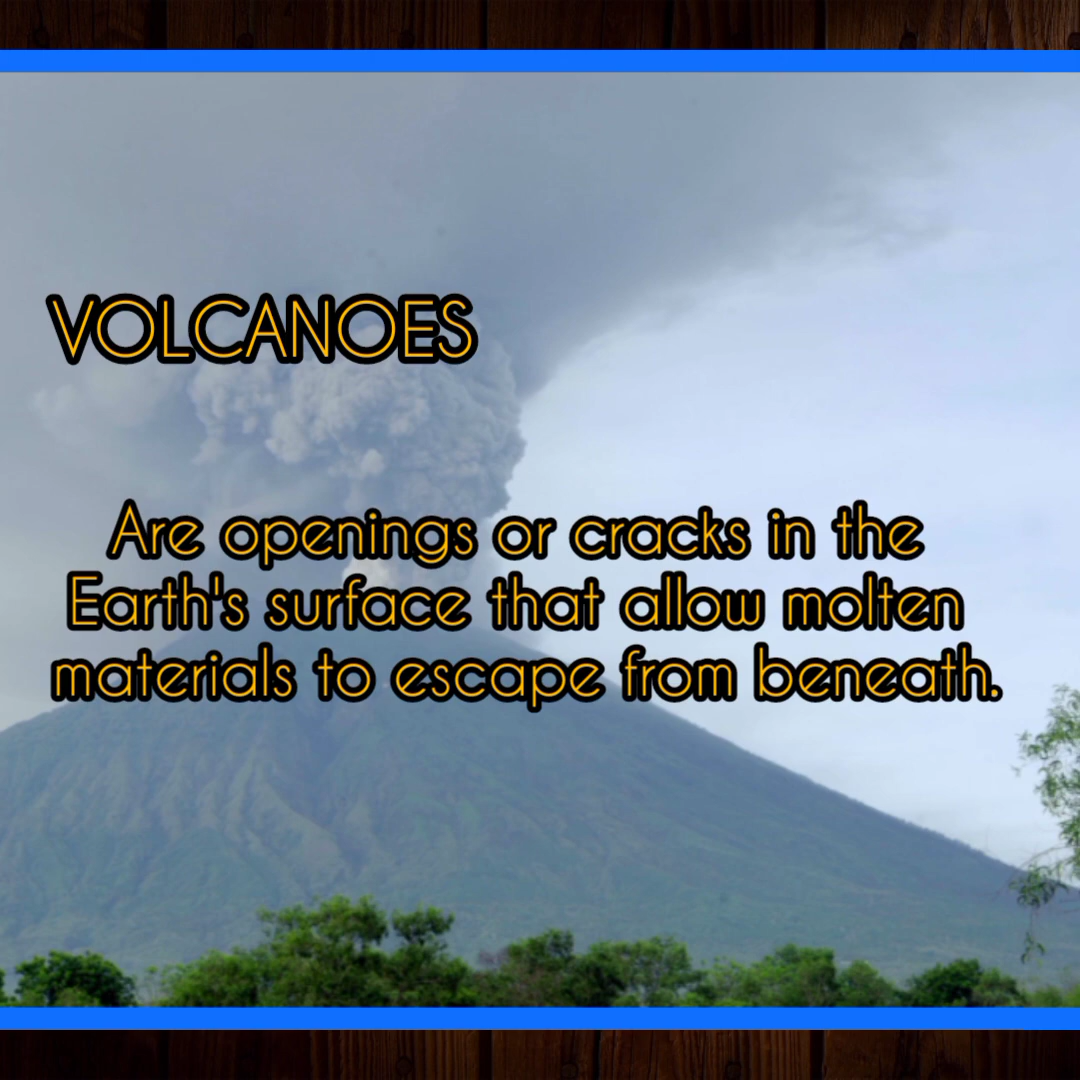 VOLCANOES
Are openings or cracks in the
Earth's surface that allow molten
materials to escape from beneath.